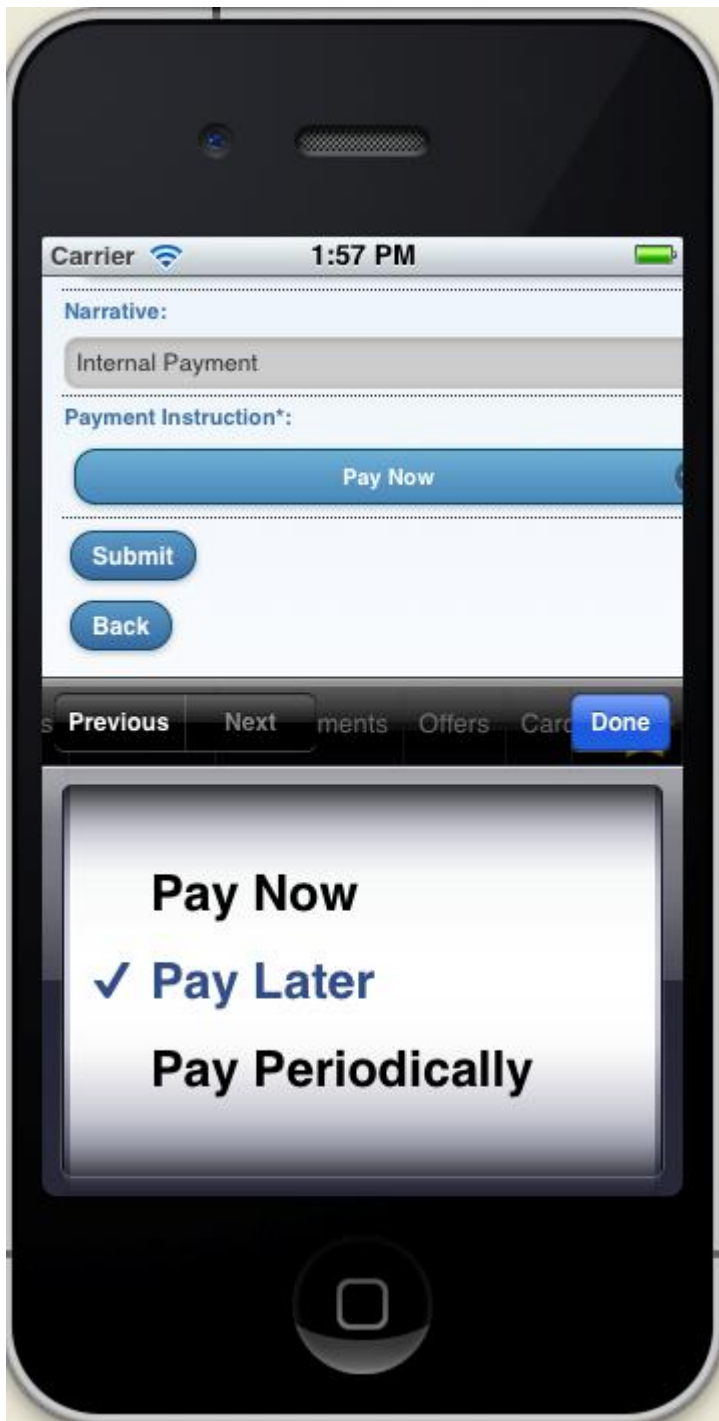 Carrier 1:57 PM
Narrative:
Internal Payment
Payment Instruction*:
Pay Now
Submit
Back
Previous Next ments Offers Card Done
Pay Now
✓ Pay Later
Pay Periodically